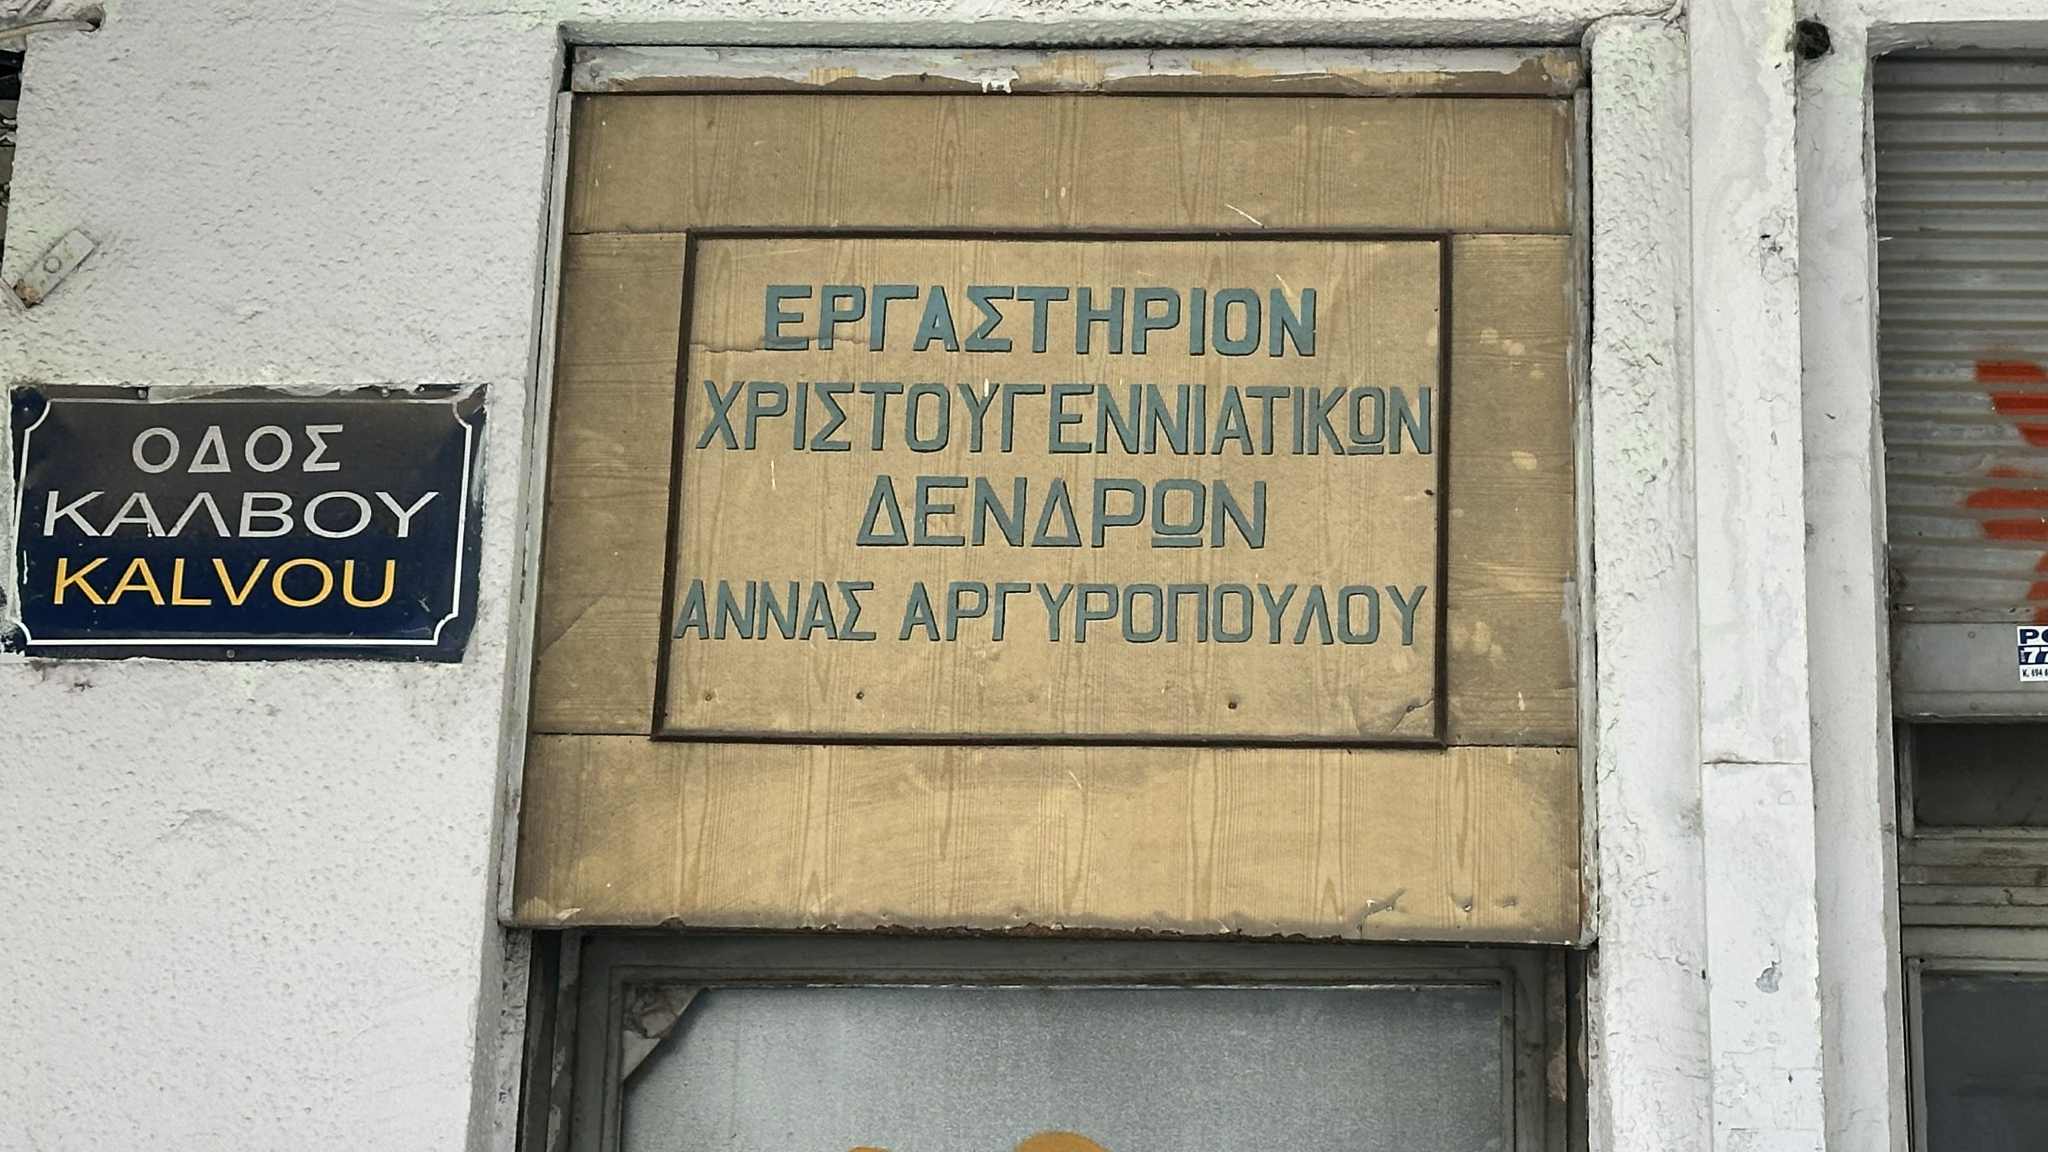 ΟΔΟΣ
ΚΑΛΒΟΥ
KALVOU
ΕΡΓΑΣΤΗΡΙΟΝ
ΧΡΙΣΤΟΥΓΕΝΝΙΑΤΙΚΩΝ
ΔΕΝΔΡΩΝ
ΑΝΝΑΣ ΑΡΓΥΡΟΠΟΥΛΟΥ